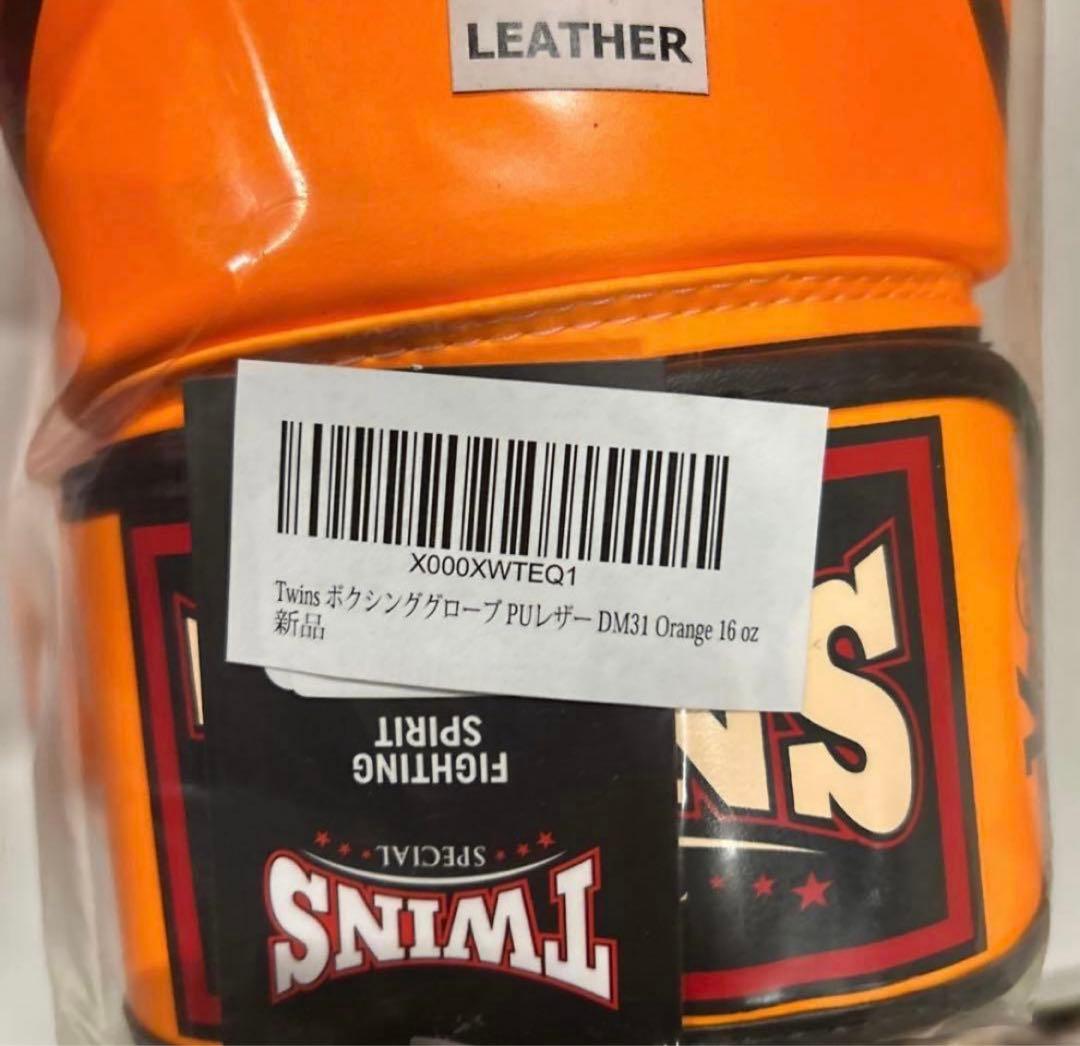 LEATHER
X000XWTEQ1
Twins ボクシンググローブ PUレザー DM31 Orange 16 oz
新品
FIGHTING
SPIRIT
SPECIAL
TWINS